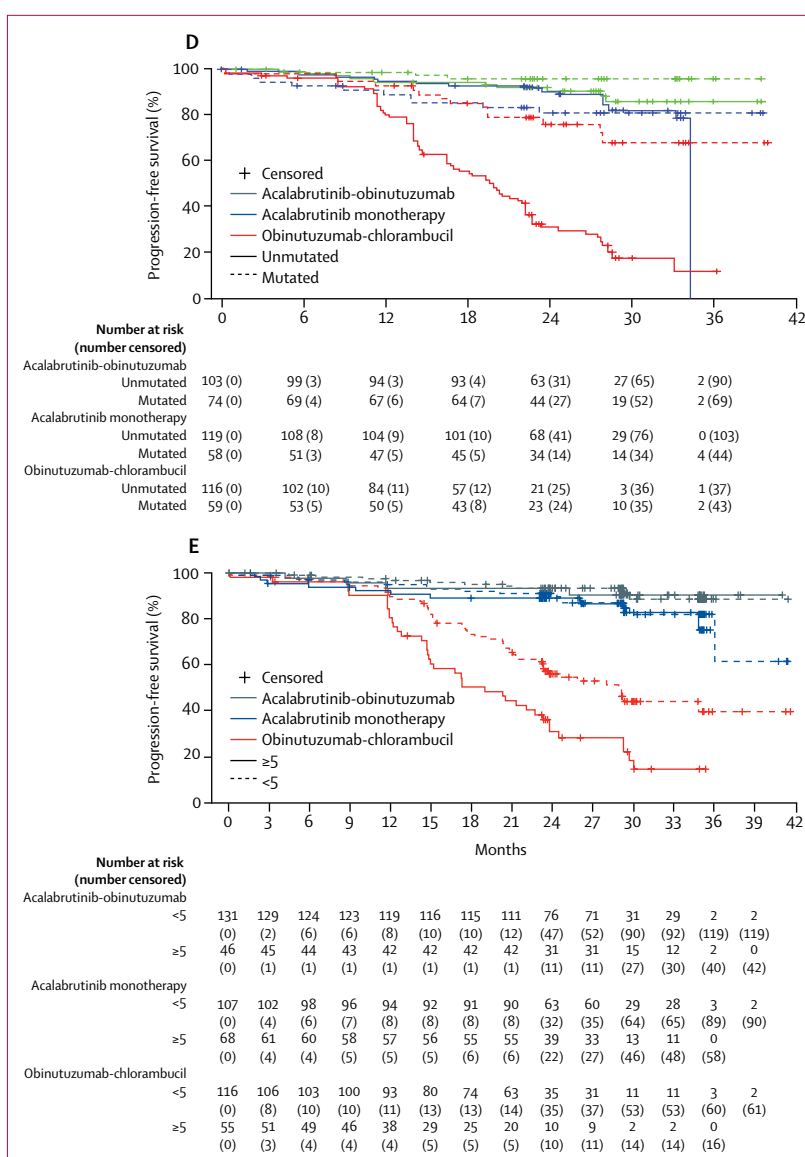 D
100
80
60
40
20
0
Progression-free survival (%)
Censored
Acalabrutinib-obinutuzumab
Acalabrutinib monotherapy
Obinutuzumab-chlorambucil
Unmutated
Mutated
0 6 12 18 24 30 36 42
Number at risk
(number censored)
Acalabrutinib-obinutuzumab
Unmutated 103 (0) 99 (3) 94 (3) 93 (4) 63 (31) 27 (65) 2 (90)
Mutated 74 (0) 69 (4) 67 (6) 64 (7) 44 (27) 19 (52) 2 (69)
Acalabrutinib monotherapy
Unmutated 119 (0) 108 (8) 104 (9) 101 (10) 68 (41) 29 (76) 0 (103)
Mutated 58 (0) 51 (3) 47 (5) 45 (5) 34 (14) 14 (34) 4 (44)
Obinutuzumab-chlorambucil
Unmutated 116 (0) 102 (10) 84 (11) 57 (12) 21 (25) 3 (36) 1 (37)
Mutated 59 (0) 53 (5) 50 (5) 43 (8) 23 (24) 10 (35) 2 (43)
E
100
80
60
40
20
0
Progression-free survival (%)
Censored
Acalabrutinib-obinutuzumab
Acalabrutinib monotherapy
Obinutuzumab-chlorambucil
≥5
<5
0 3 6 9 12 15 18 21 24 27 30 33 36 42
Months
Number at risk
(number censored)
Acalabrutinib-obinutuzumab
<5 131 129 124 123 119 116 115 111 76 71 31 29 2 2
(0) (2) (6) (6) (8) (10) (10) (12) (47) (52) (90) (92) (119) (119)
≥5 46 45 44 43 42 42 42 42 31 31 15 12 2 0
(0) (1) (1) (1) (1) (1) (1) (1) (11) (11) (27) (30) (40) (42)
Acalabrutinib monotherapy
<5 107 102 98 96 94 92 91 90 63 60 29 28 3 2
(0) (4) (6) (7) (8) (8) (8) (8) (32) (35) (64) (65) (89) (90)
≥5 68 61 60 58 57 56 55 55 39 33 13 11 0
(0) (4) (4) (5) (5) (5) (6) (6) (22) (27) (46) (48) (58)
Obinutuzumab-chlorambucil
<5 116 106 103 100 93 80 74 63 35 31 11 11 3 2
(0) (8) (10) (10) (11) (13) (13) (14) (35) (37) (53) (53) (60) (61)
≥5 55 51 49 46 38 29 25 20 10 9 2 2 0
(0) (3) (4) (4) (4) (5) (5) (5) (10) (11) (14) (14) (16)